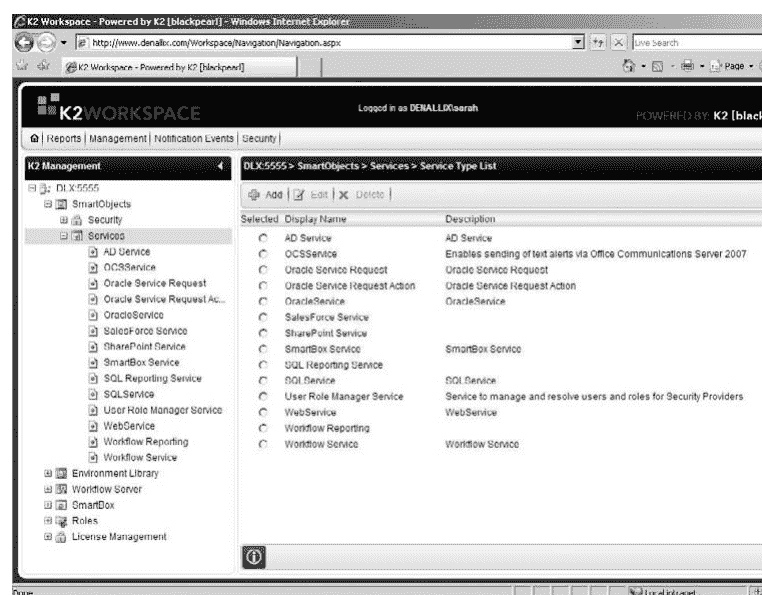 K2 Workspace - Powered by K2 [blackpearl] - Windows Internet Explorer
http://www.denallix.com/Workspace/Navigation/Navigation.aspx
Live Search
K2 Workspace - Powered by K2 [blackpearl]
Page
K2WORKSPACE
Logged in as DENALLIX\sarah
POWERED BY: K2 [blac
Reports | Management | Notification Events | Security |
K2 Management
DLX:5555 > SmartObjects > Services > Service Type List
DLX:5555
SmartObjects
Security
Services
AD Service
OCSService
Oracle Service Request
Oracle Service Request Ac...
OracleService
SalesForce Service
SharePoint Service
SmartBox Service
SQL Reporting Service
SQLService
User Role Manager Service
WebService
Workflow Reporting
Workflow Service
Environment Library
Workflow Server
SmartBox
Roles
License Management
Add | Edit | Delete |
Selected Display Name Description
AD Service AD Service
OCSService Enables sending of text alerts via Office Communications Server 2007
Oracle Service Request Oracle Service Request
Oracle Service Request Action Oracle Service Request Action
OracleService OracleService
SalesForce Service
SharePoint Service
SmartBox Service SmartBox Service
SQL Reporting Service
SQLService SQLService
User Role Manager Service Service to manage and resolve users and roles for Security Providers
WebService WebService
Workflow Reporting
Workflow Service Workflow Service
Done
Local intranet